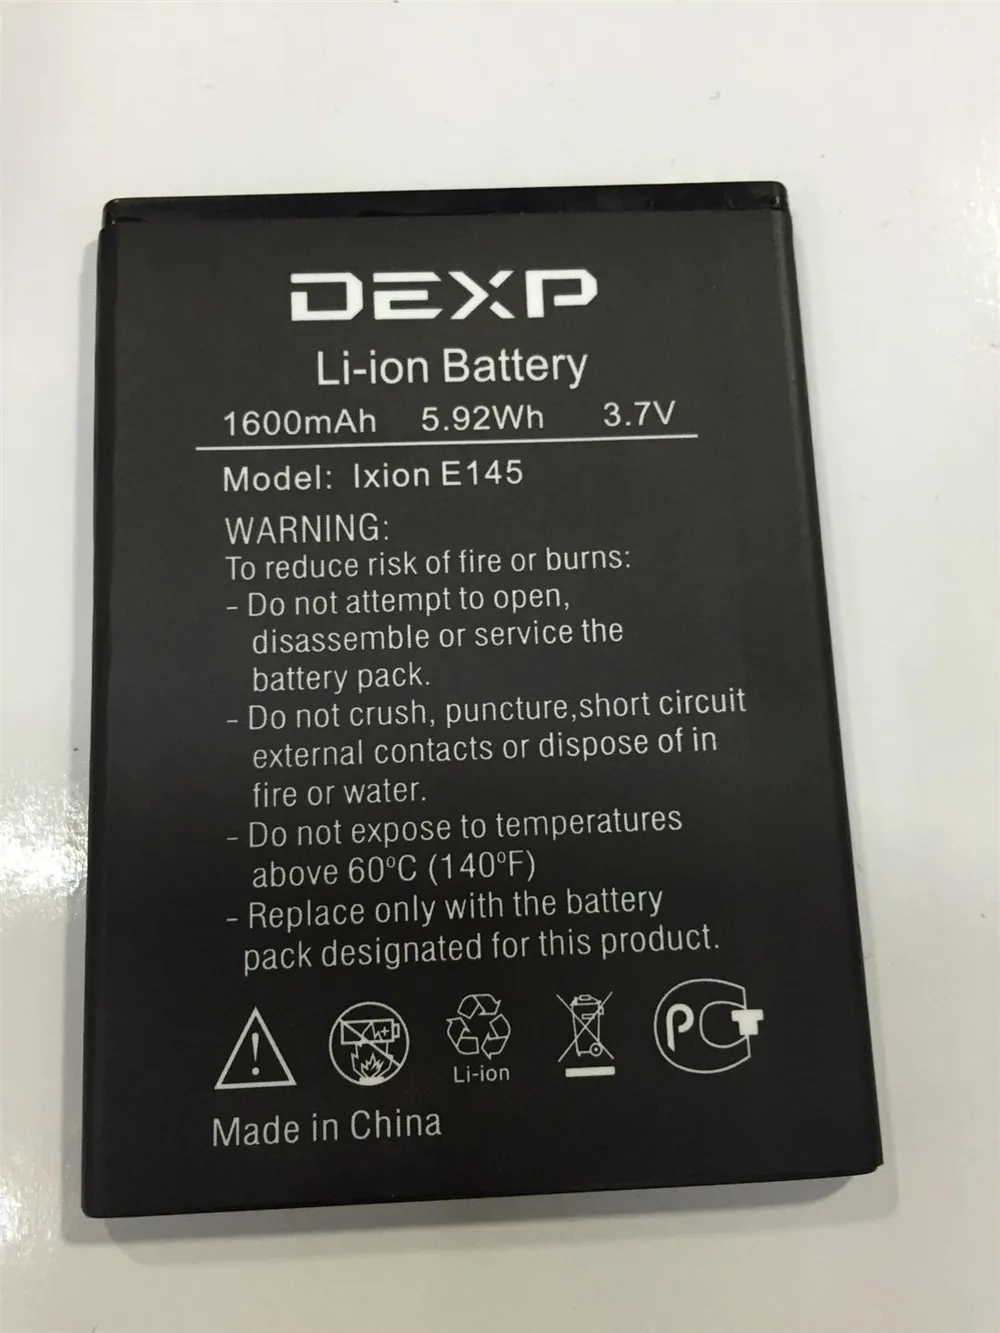 DEXP
Li-ion Battery
1600mAh 5.92Wh 3.7V
Model: Ixion E145
WARNING:
To reduce risk of fire or burns:
- Do not attempt to open,
disassemble or service the
battery pack.
- Do not crush, puncture,short circuit
external contacts or dispose of in
fire or water.
- Do not expose to temperatures
above 60ºC (140ºF)
- Replace only with the battery
pack designated for this product.
Li-ion
Made in China